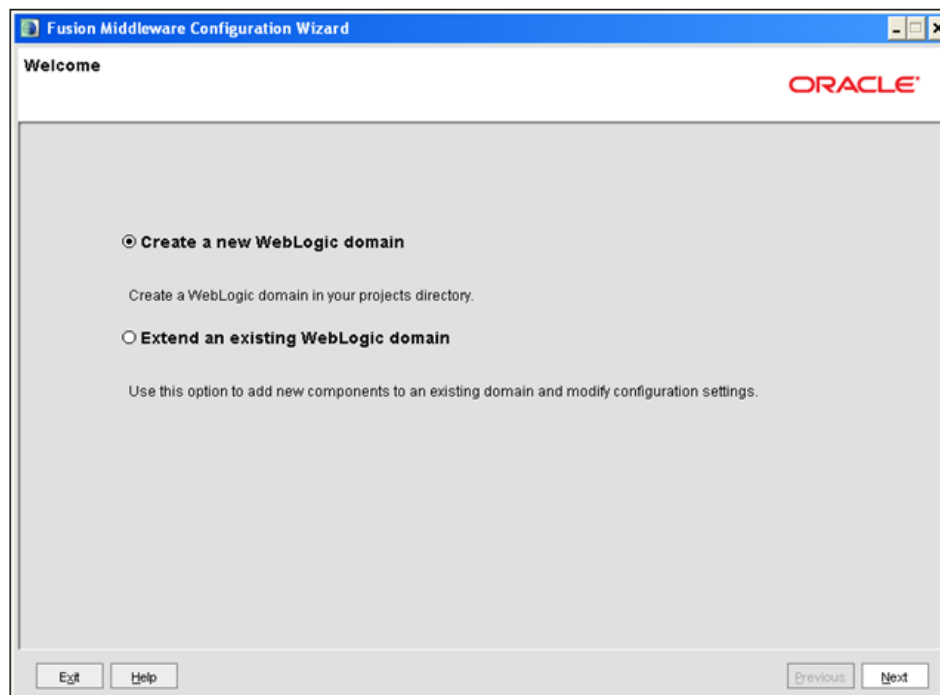 Fusion Middleware Configuration Wizard
Welcome
ORACLE
Create a new WebLogic domain
Create a WebLogic domain in your projects directory.
Extend an existing WebLogic domain
Use this option to add new components to an existing domain and modify configuration settings.
Exit Help Previous Next